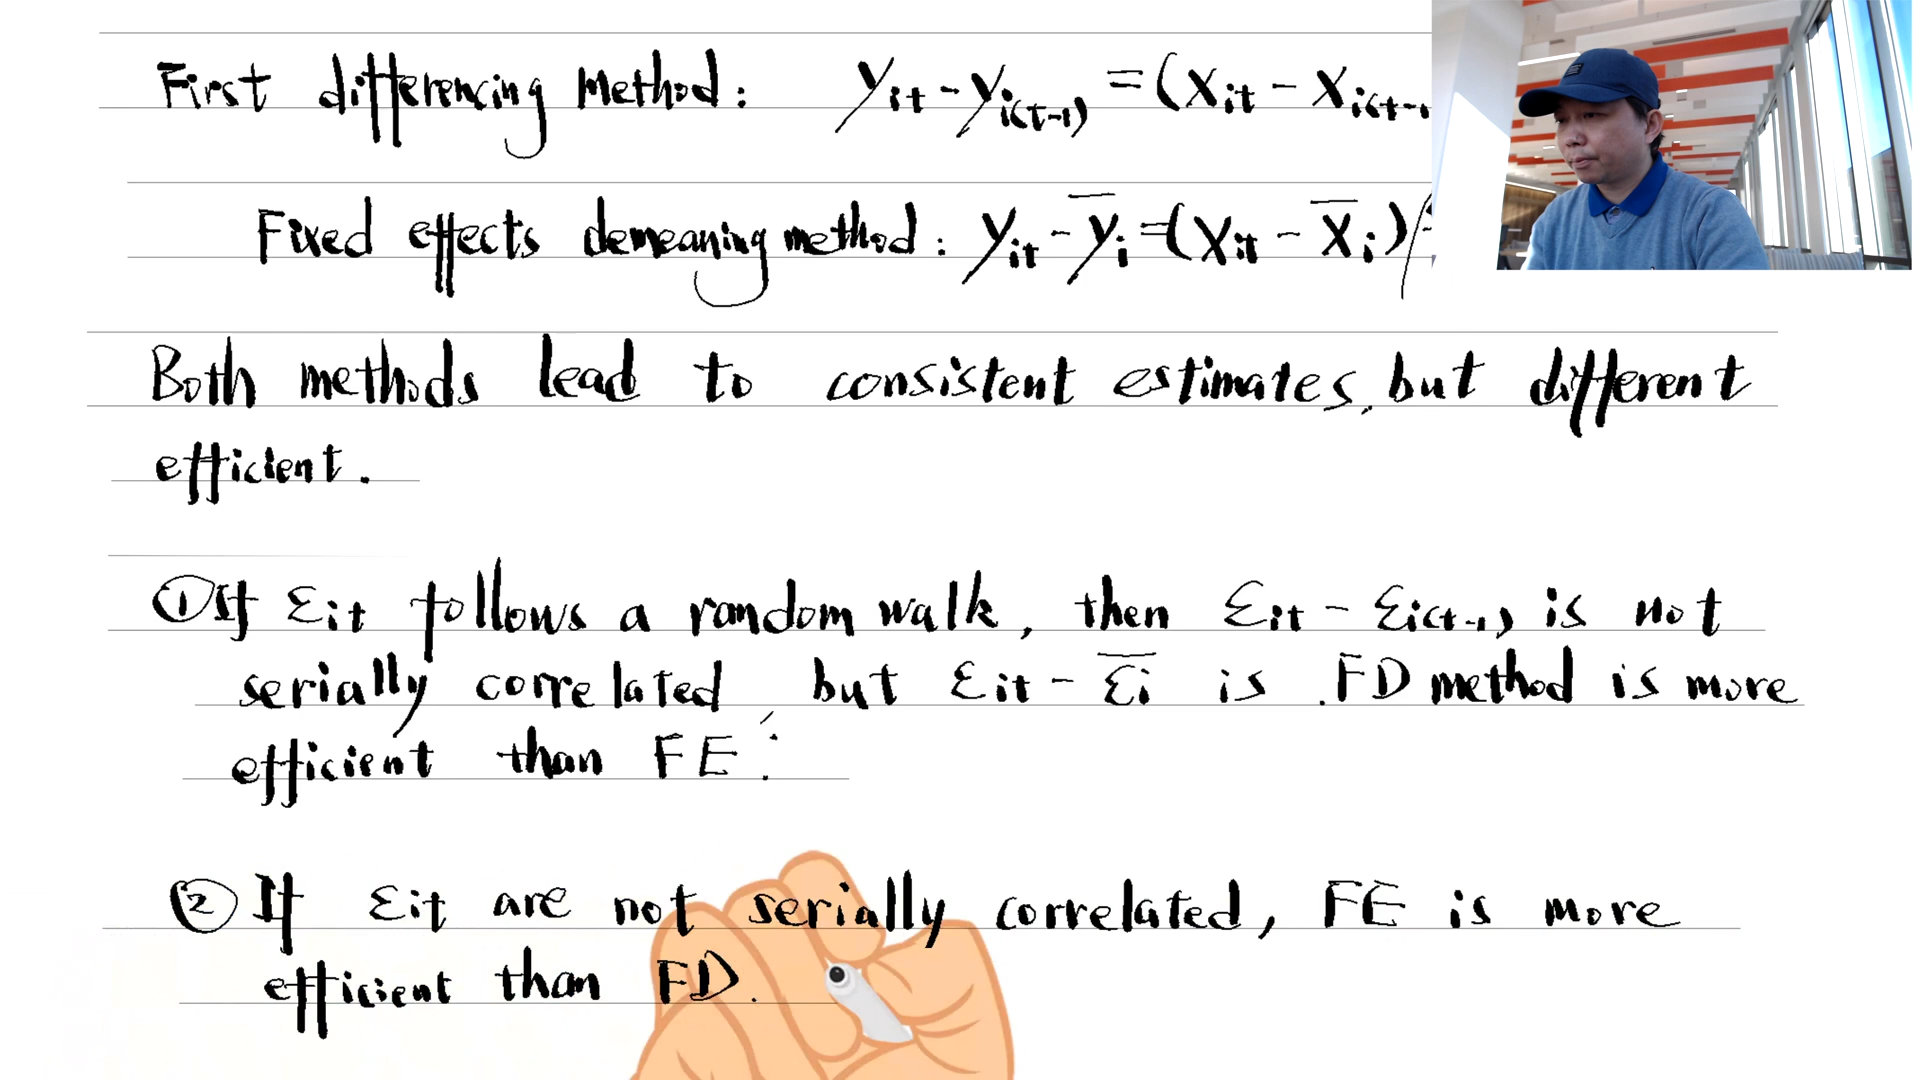 First differencing Method: yit - yi(t-1) = (xit - xi(t-1
Fixed effects demeaning method: yit - ȳi = (xit - x̄i)β
Both methods lead to consistent estimates, but different
efficient.
① If εit follows a random walk, then εit - εi(t-1) is not
serially correlated but εit - ε̄i is. FD method is more
efficient than FE.
② If εit are not serially correlated, FE is more
efficient than FD.